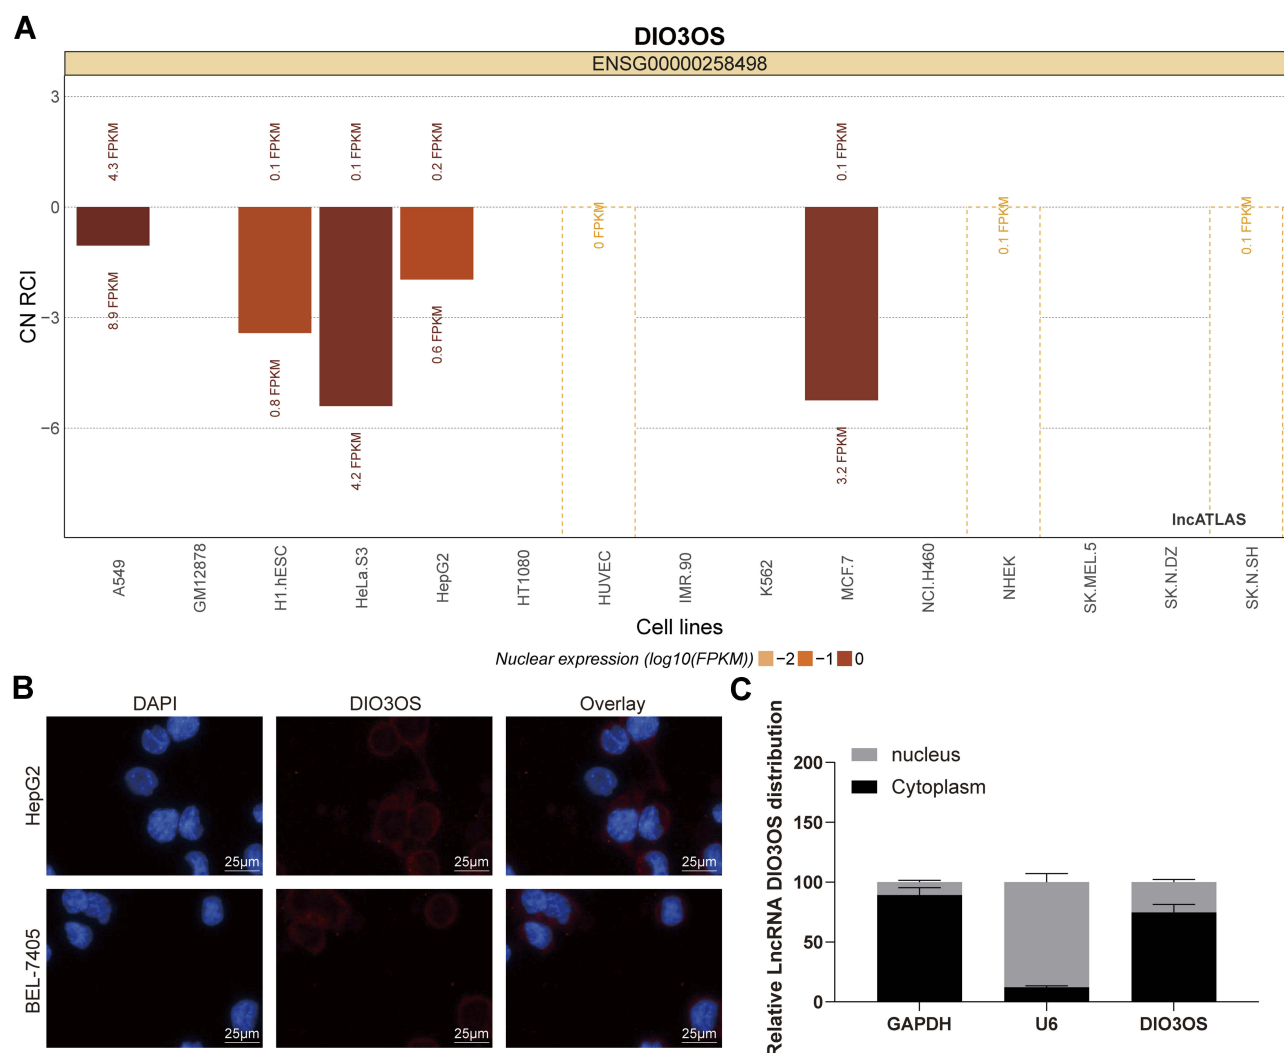 A
DIO3OS
ENSG00000258498
CN RCI
3
0
−3
−6
4.3 FPKM
8.9 FPKM
0.1 FPKM
0.8 FPKM
0.1 FPKM
4.2 FPKM
0.2 FPKM
0.6 FPKM
0 FPKM
0.1 FPKM
3.2 FPKM
0.1 FPKM
0.1 FPKM
lncATLAS
A549
GM12878
H1.hESC
HeLa.S3
HepG2
HT1080
HUVEC
IMR.90
K562
MCF.7
NCI.H460
NHEK
SK.MEL.5
SK.N.DZ
SK.N.SH
Cell lines
Nuclear expression (log10(FPKM)) −2 −1 0
B
DAPI
DIO3OS
Overlay
HepG2
25μm
25μm
25μm
BEL-7405
25μm
25μm
25μm
C
Relative LncRNA DIO3OS distribution
nucleus
Cytoplasm
200
150
100
50
0
GAPDH
U6
DIO3OS